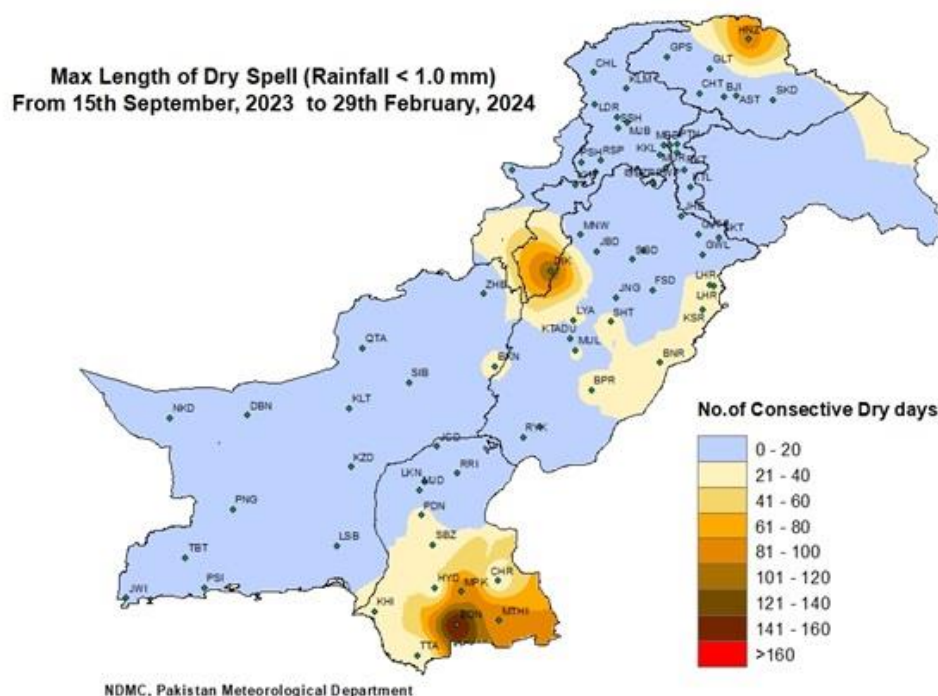 Max Length of Dry Spell (Rainfall < 1.0 mm)
From 15th September, 2023 to 29th February, 2024
HNZ
GPS
GLT
CHL
KLM
CHT
BJI
AST
SKD
LDR
SSH
MJB
KKL
PSH
RSP
MNW
JBD
GWL
DIK
ZHB
JNG
FSD
LHR
LHR
KSR
LYA
SHT
KTADU
MUL
QTA
BKN
BNR
SIB
BPR
NKD
DBN
KLT
RYK
KZD
RRI
LKN
MJD
PNG
PDN
LSB
SBZ
TBT
HYD
CHR
MPK
JWI
PSI
KHI
MTHI
TTA
No.of Consective Dry days
0 - 20
21 - 40
41 - 60
61 - 80
81 - 100
101 - 120
121 - 140
141 - 160
>160
NDMC, Pakistan Meteorological Department